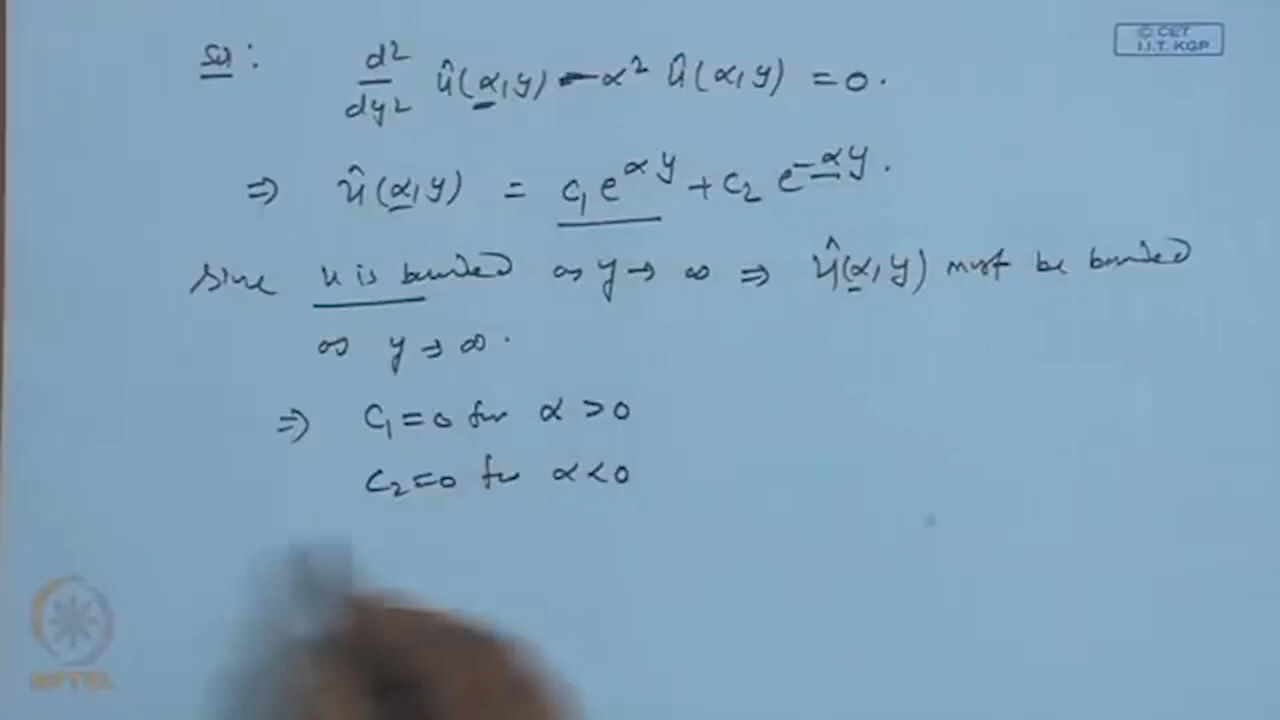 © CET
I.I.T. KGP
Sol: d²/dy² û(α,y) - α² û(α,y) = 0.
⇒ û(α,y) = c₁e^{αy} + c₂ e^{-αy}.
Since u is bounded as y → ∞ ⇒ û(α,y) must be bounded
as y → ∞.
⇒ C₁=0 for α > 0
C₂=0 for α < 0
NPTEL